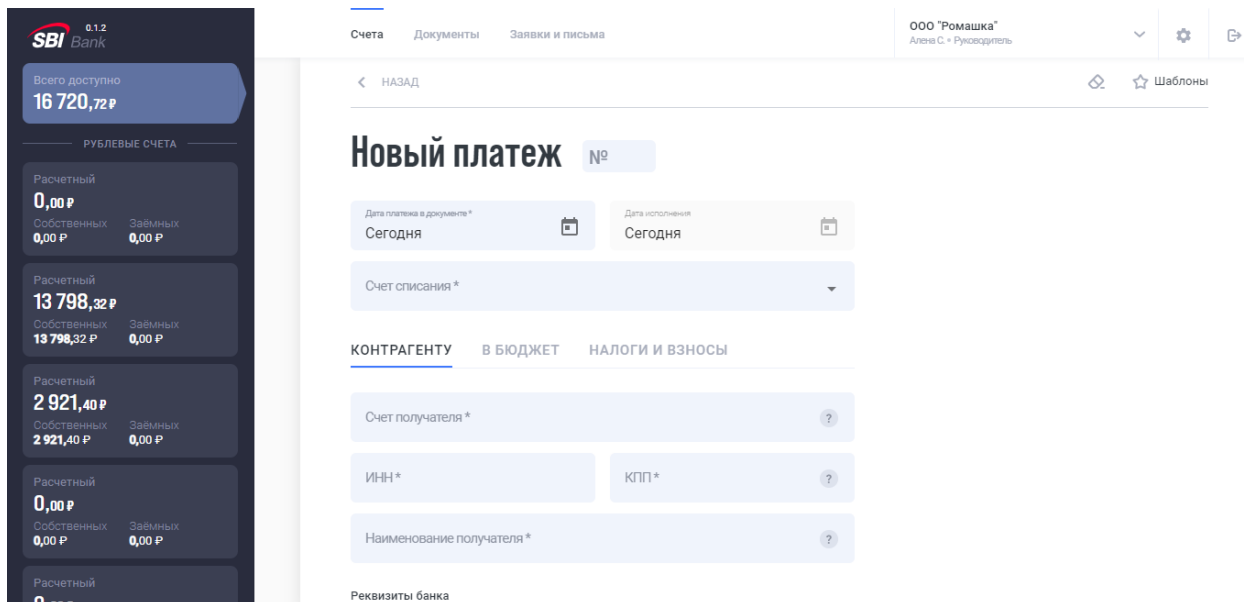 SBI Bank 0.1.2
Всего доступно
16 720,72 ₽
РУБЛЕВЫЕ СЧЕТА
Расчетный
0,00 ₽
Собственных Заёмных
0,00 ₽ 0,00 ₽
Расчетный
13 798,32 ₽
Собственных Заёмных
13 798,32 ₽ 0,00 ₽
Расчетный
2 921,40 ₽
Собственных Заёмных
2 921,40 ₽ 0,00 ₽
Расчетный
0,00 ₽
Собственных Заёмных
0,00 ₽ 0,00 ₽
Расчетный
Счета Документы Заявки и письма
ООО "Ромашка"
Алена С. • Руководитель
НАЗАД
Шаблоны
Новый платеж №
Дата платежа в документе * Дата исполнения
Сегодня Сегодня
Счет списания *
КОНТРАГЕНТУ В БЮДЖЕТ НАЛОГИ И ВЗНОСЫ
Счет получателя * ?
ИНН * КПП * ?
Наименование получателя * ?
Реквизиты банка